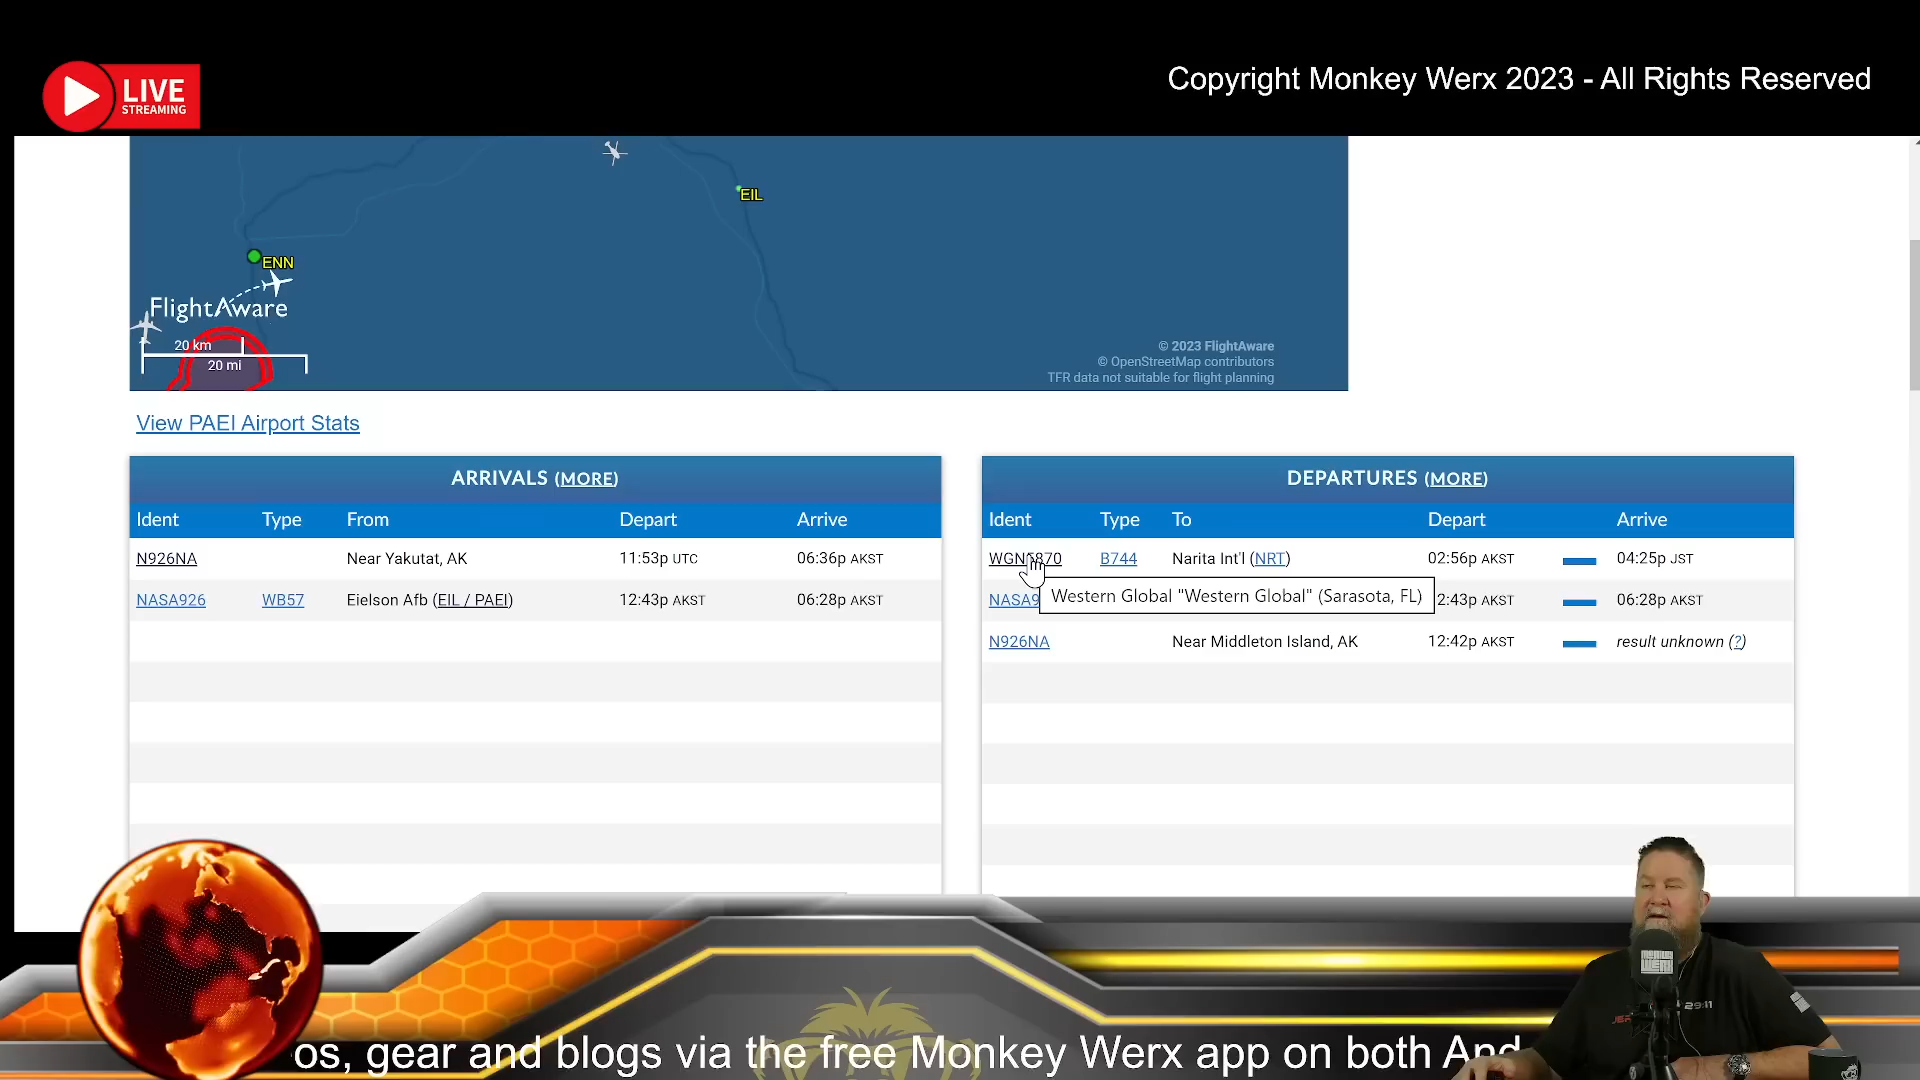 LIVE
STREAMING
Copyright Monkey Werx 2023 - All Rights Reserved
EIL
ENN
FlightAware
20 km
20 mi
© 2023 FlightAware
© OpenStreetMap contributors
TFR data not suitable for flight planning
View PAEI Airport Stats
ARRIVALS (MORE)
Ident Type From Depart Arrive
N926NA Near Yakutat, AK 11:53p UTC 06:36p AKST
NASA926 WB57 Eielson Afb (EIL / PAEI) 12:43p AKST 06:28p AKST
DEPARTURES (MORE)
Ident Type To Depart Arrive
B744 Narita Int'l (NRT) 02:56p AKST 04:25p JST
Western Global "Western Global" (Sarasota, FL)
NASA9 2:43p AKST 06:28p AKST
N926NA Near Middleton Island, AK 12:42p AKST result unknown (?)
29:11
os, gear and blogs via the free Monkey Werx app on both And